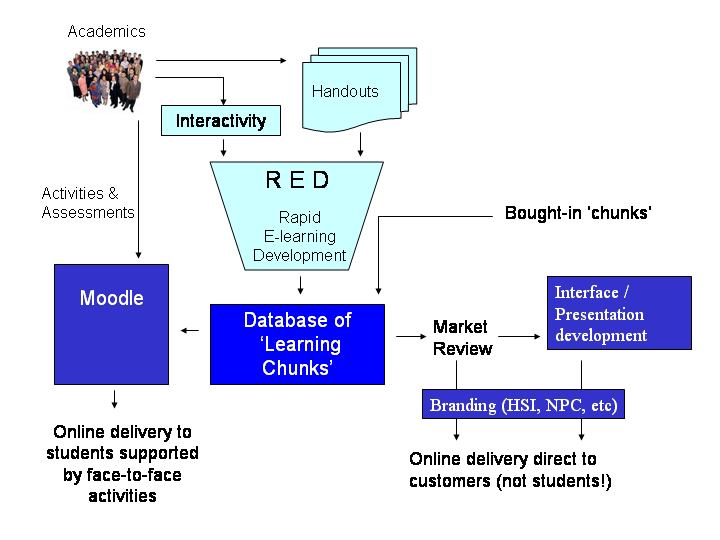 Academics
Handouts
Interactivity
R E D
Activities &
Assessments
Rapid
E-learning
Development
Bought-in 'chunks'
Moodle
Database of
‘Learning
Chunks’
Market
Review
Interface /
Presentation
development
Branding (HSI, NPC, etc)
Online delivery to
students supported
by face-to-face
activities
Online delivery direct to
customers (not students!)